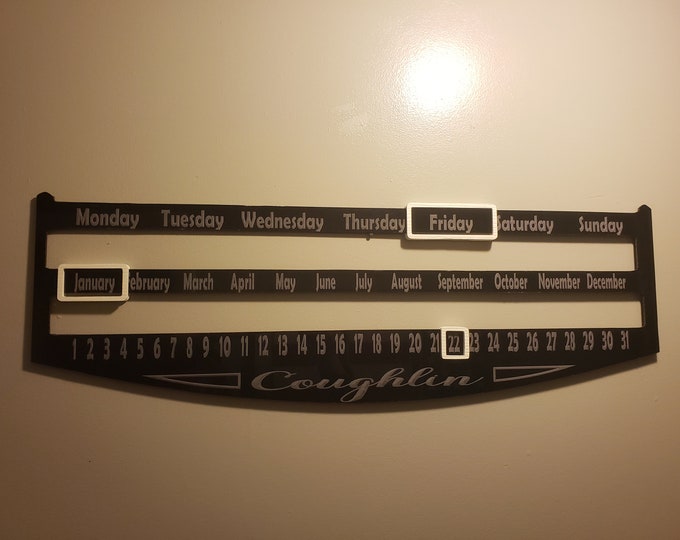 Monday Tuesday Wednesday Thursday Friday Saturday Sunday
January February March April May June July August September October November December
1 2 3 4 5 6 7 8 9 10 11 12 13 14 15 16 17 18 19 20 21 22 23 24 25 26 27 28 29 30 31
Coughlin